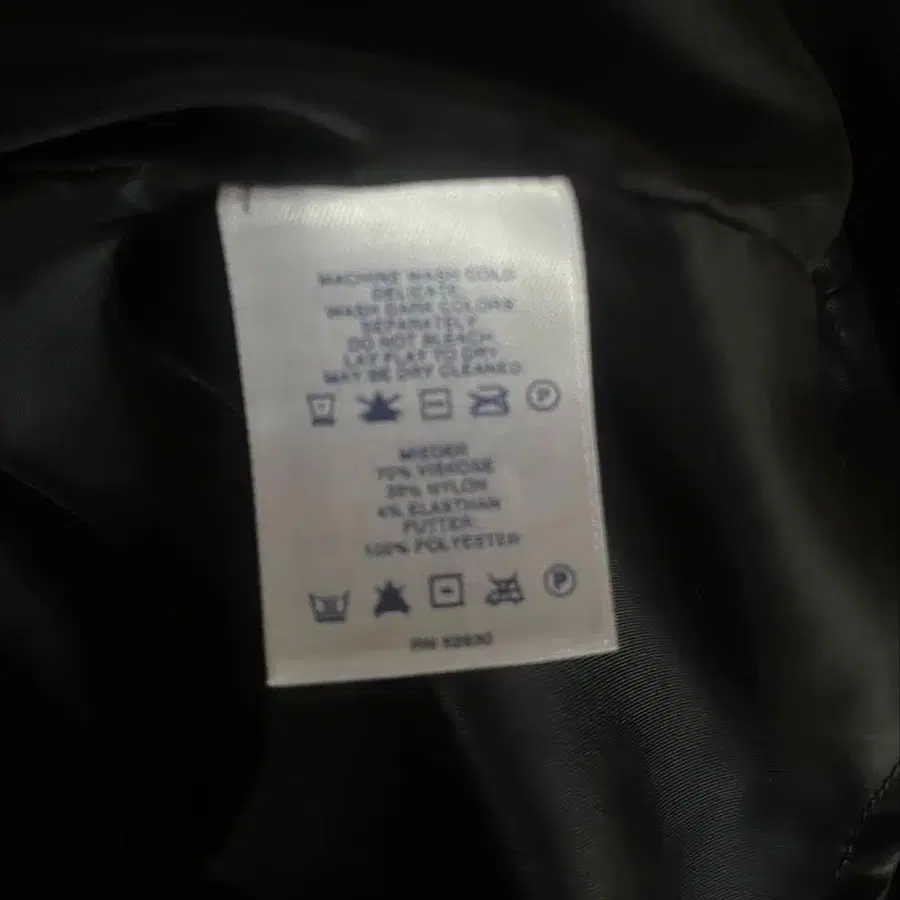 MACHINE WASH COLD
DELICATE.
WASH DARK COLORS
SEPARATELY
DO NOT BLEACH.
LAY FLAT TO DRY
MAY BE DRY CLEANED
P
MIEDER
70% VISKOSE
26% NYLON
4% ELASTHAN
FUTTER:
100% POLYESTER
P
RN